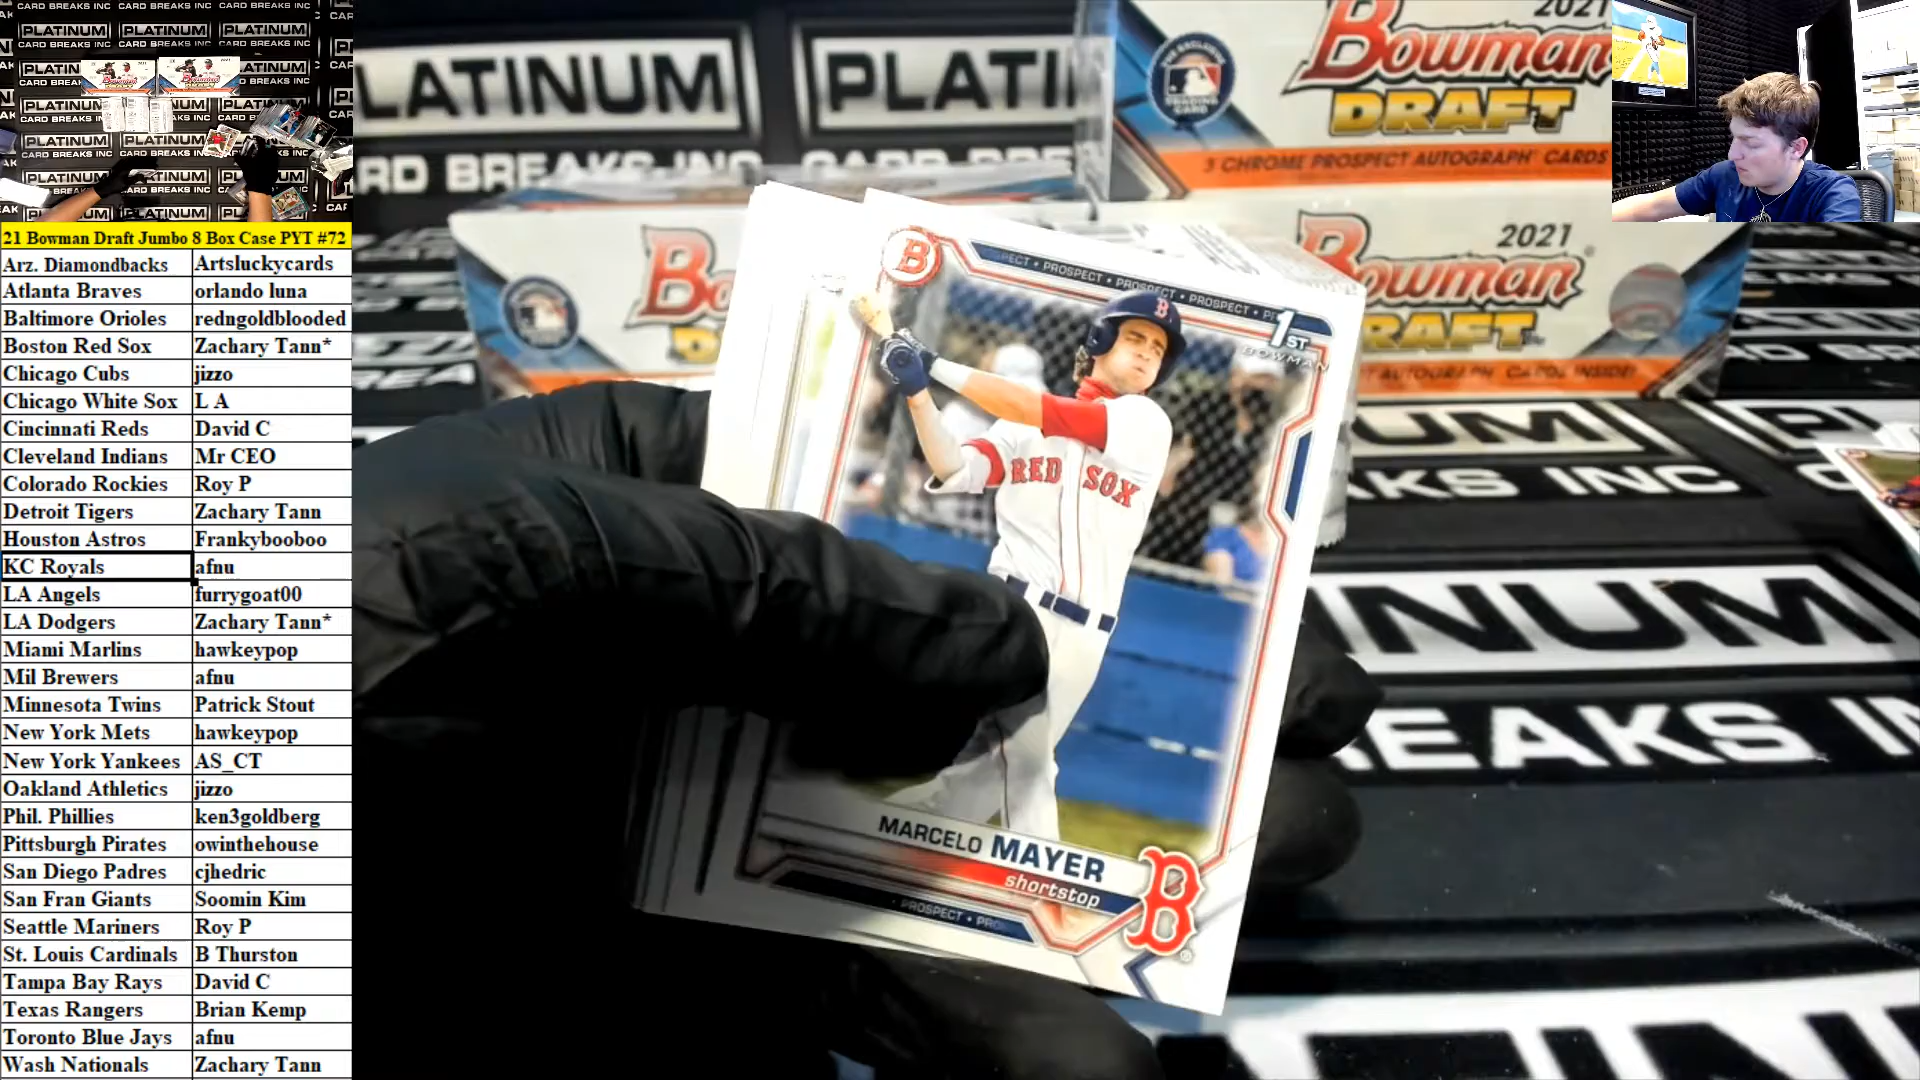 21 Bowman Draft Jumbo 8 Box Case PYT #72
Arz. Diamondbacks Artsluckycards
Atlanta Braves orlando luna
Baltimore Orioles redngoldblooded
Boston Red Sox Zachary Tann*
Chicago Cubs jizzo
Chicago White Sox L A
Cincinnati Reds David C
Cleveland Indians Mr CEO
Colorado Rockies Roy P
Detroit Tigers Zachary Tann
Houston Astros Frankybooboo
KC Royals afnu
LA Angels furrygoat00
LA Dodgers Zachary Tann*
Miami Marlins hawkeypop
Mil Brewers afnu
Minnesota Twins Patrick Stout
New York Mets hawkeypop
New York Yankees AS_CT
Oakland Athletics jizzo
Phil. Phillies ken3goldberg
Pittsburgh Pirates owinthehouse
San Diego Padres cjhedric
San Fran Giants Soomin Kim
Seattle Mariners Roy P
St. Louis Cardinals B Thurston
Tampa Bay Rays David C
Texas Rangers Brian Kemp
Toronto Blue Jays afnu
Wash Nationals Zachary Tann
PLATINUM
CARD BREAKS INC
2021
Bowman
DRAFT
3 CHROME PROSPECT AUTOGRAPH CARDS
2021
Bowman
B
PROSPECT • PROSPECT • PROSPECT
1ST
BOWMAN
RED SOX
MARCELO MAYER
shortstop
PROSPECT
B